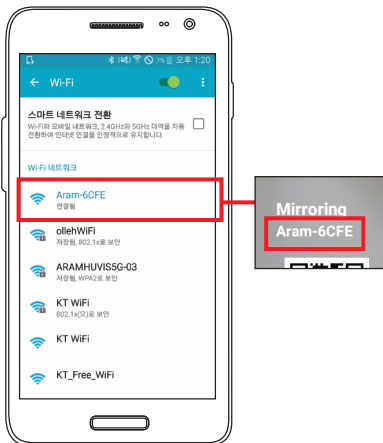 7% 오후 1:20
Wi-Fi
스마트 네트워크 전환
Wi-Fi와 모바일 네트워크, 2.4GHz와 5GHz 대역을 자동
전환하여 인터넷 연결을 안정적으로 유지합니다.
Wi-Fi 네트워크
Aram-6CFE
연결됨
ollehWiFi
저장됨, 802.1x로 보안
ARAMHUVIS5G-03
저장됨, WPA2로 보안
KT WiFi
802.1x(으)로 보안
KT WiFi
KT_Free_WiFi
Mirroring
Aram-6CFE